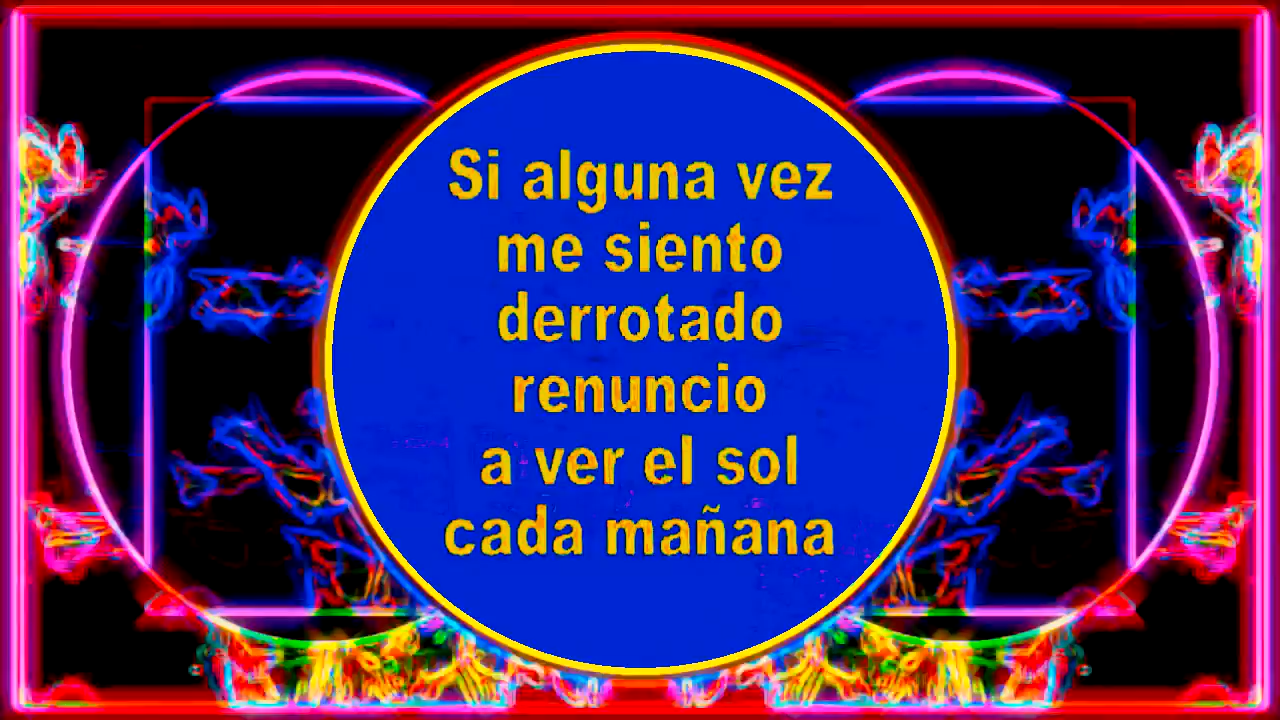 Si alguna vez
me siento
derrotado
renuncio
a ver el sol
cada mañana